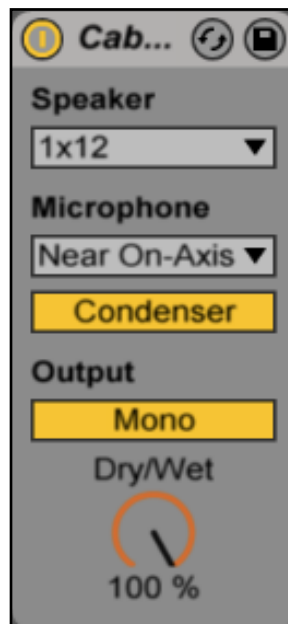 Cab...
Speaker
1x12
Microphone
Near On-Axis
Condenser
Output
Mono
Dry/Wet
100 %